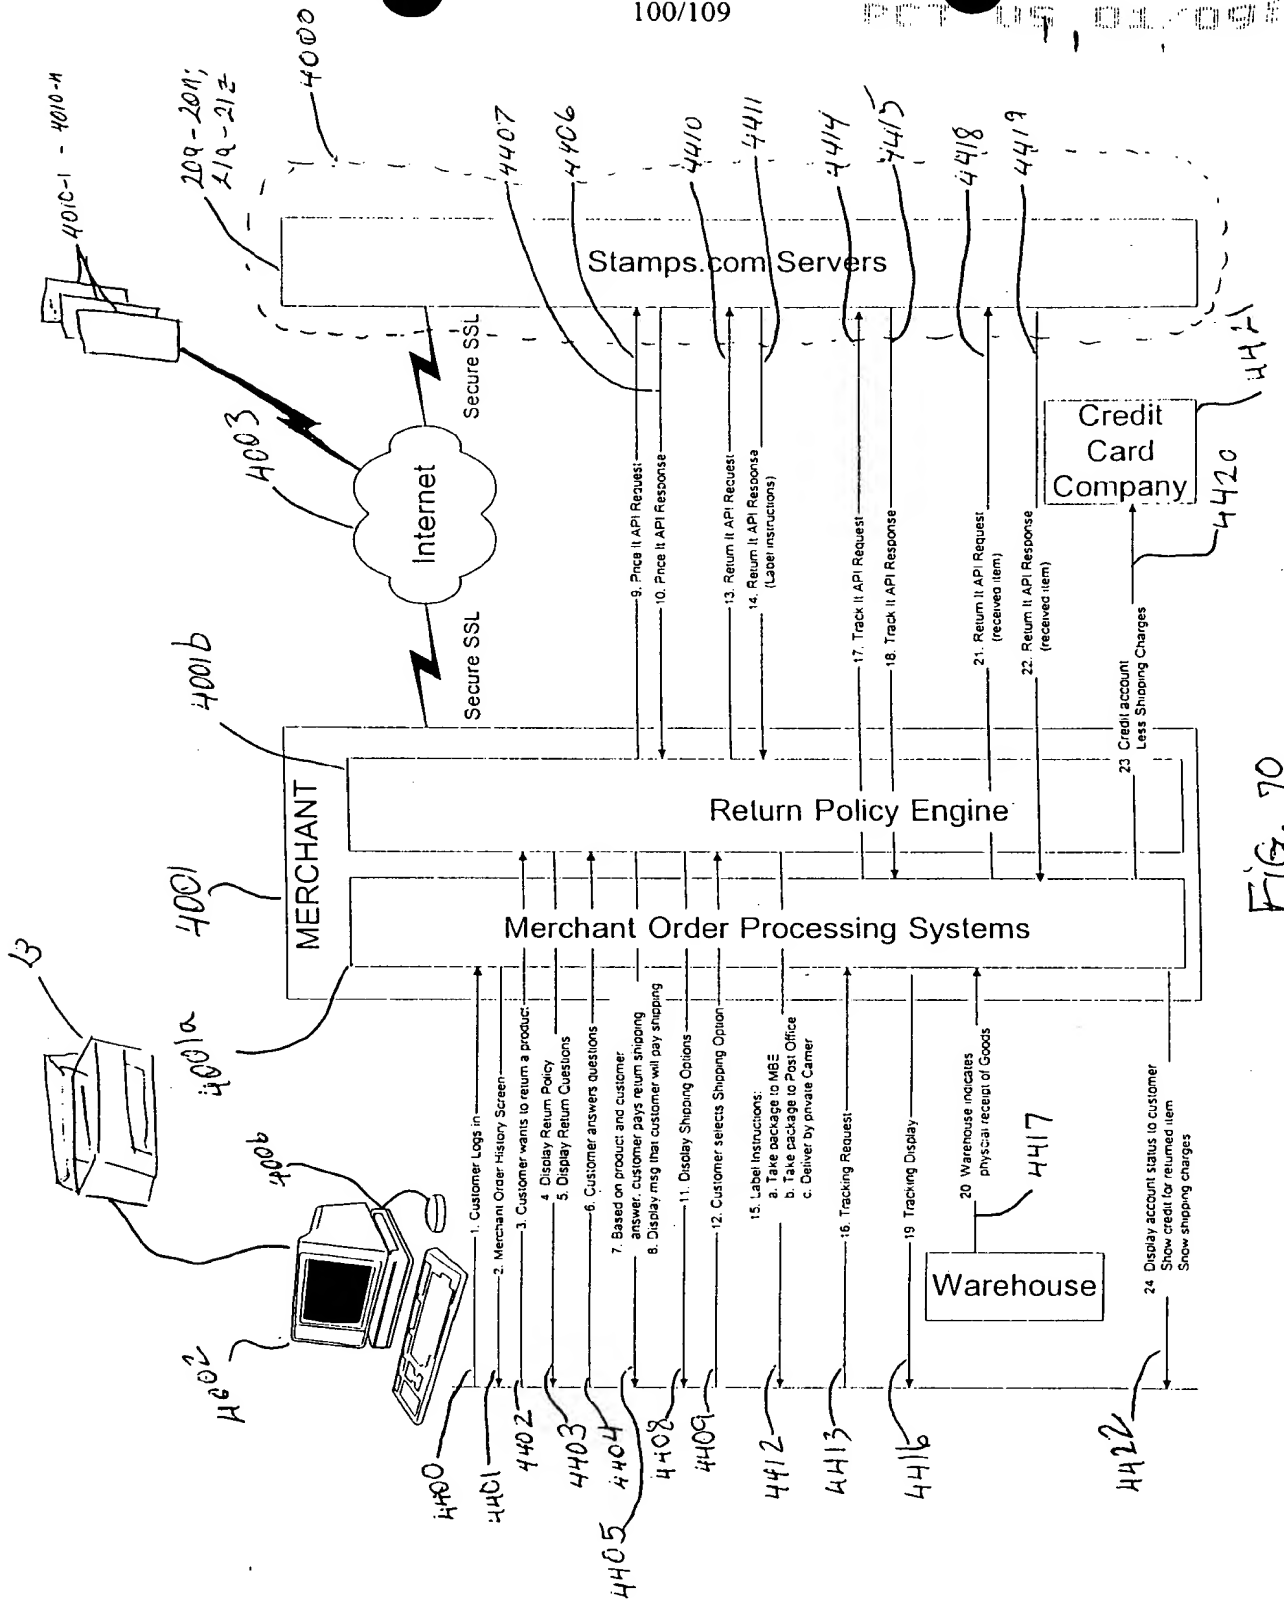 100/109
PCT US 01/09
4010-1 - 4010-n
20a-20n;
21a-21z
4000
4407
4406
4410
4411
4414
4415
4418
4419
Stamps.com Servers
Secure SSL
4003
Internet
Secure SSL
9. Price It API Request
10. Price It API Response
13. Return It API Request
14. Return It API Response
(Label instructions)
17. Track It API Request
18. Track It API Response
21. Return It API Request
(received item)
22. Return It API Response
(received item)
Credit
Card
Company
4421
4420
23 Credit account
Less Shipping Charges
4001b
4001
MERCHANT
Return Policy Engine
Merchant Order Processing Systems
4001a
23
4006
4002
1. Customer Logs in
2. Merchant Order History Screen
3. Customer wants to return a product
4 Display Return Policy
5. Display Return Questions
6. Customer answers questions
7. Based on product and customer
answer, customer pays return shipping
8. Display msg that customer will pay shipping
11. Display Shipping Options
12. Customer selects Shipping Option
15. Label Instructions:
a. Take package to MBE
b. Take package to Post Office
c. Deliver by private Carrier
16. Tracking Request
19 Tracking Display
20 Warehouse indicates
physcial receipt of Goods
4417
Warehouse
24 Display account status to customer
Show credit for returned item
Show shipping charges
4400
4401
4402
4403
4404
4405
4408
4409
4412
4413
4416
4422
Fig. 70